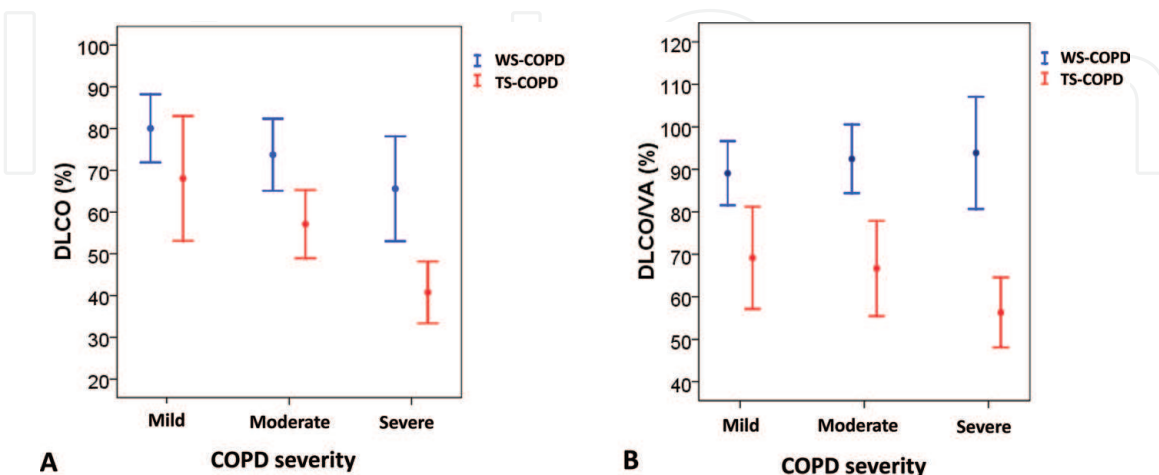 100
90
80
70
60
50
40
30
20
DLCO (%)
Mild
Moderate
Severe
COPD severity
A
WS-COPD
TS-COPD
120
110
100
90
80
70
60
50
40
DLCO/VA (%)
Mild
Moderate
Severe
COPD severity
B
WS-COPD
TS-COPD